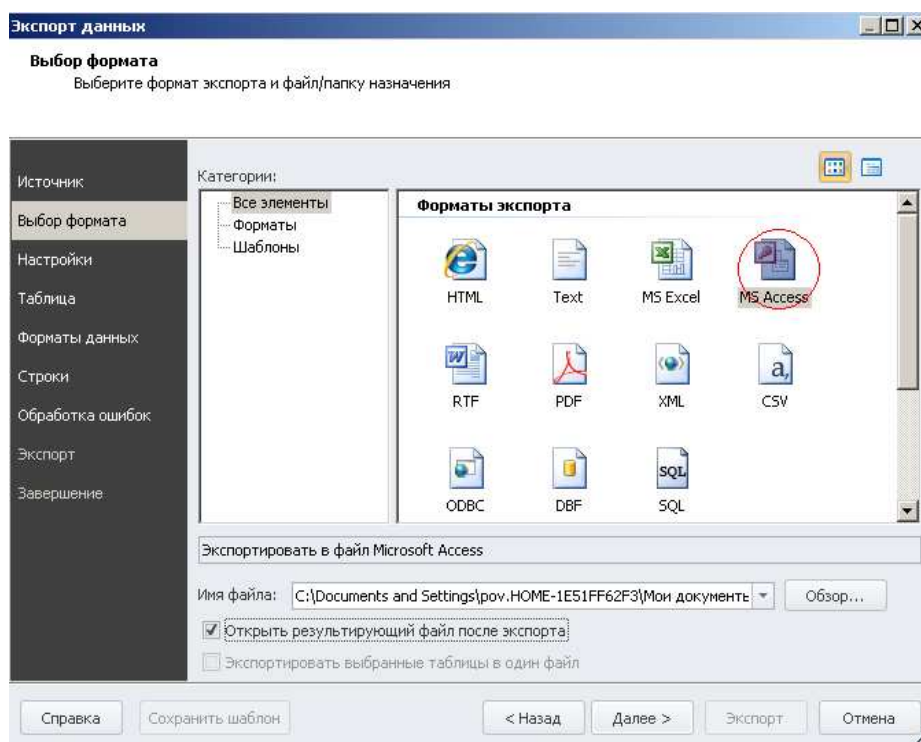 Экспорт данных
Выбор формата
Выберите формат экспорта и файл/папку назначения
Источник
Выбор формата
Настройки
Таблица
Форматы данных
Строки
Обработка ошибок
Экспорт
Завершение
Категории:
Все элементы
Форматы
Шаблоны
Форматы экспорта
HTML
Text
MS Excel
MS Access
RTF
PDF
XML
CSV
a,
ODBC
DBF
SQL
SQL
Экспортировать в файл Microsoft Access
Имя файла: C:\Documents and Settings\pov.HOME-1E51FF62F3\Мои документь Обзор...
Открыть результирующий файл после экспорта
Экспортировать выбранные таблицы в один файл
Справка Сохранить шаблон < Назад Далее > Экспорт Отмена